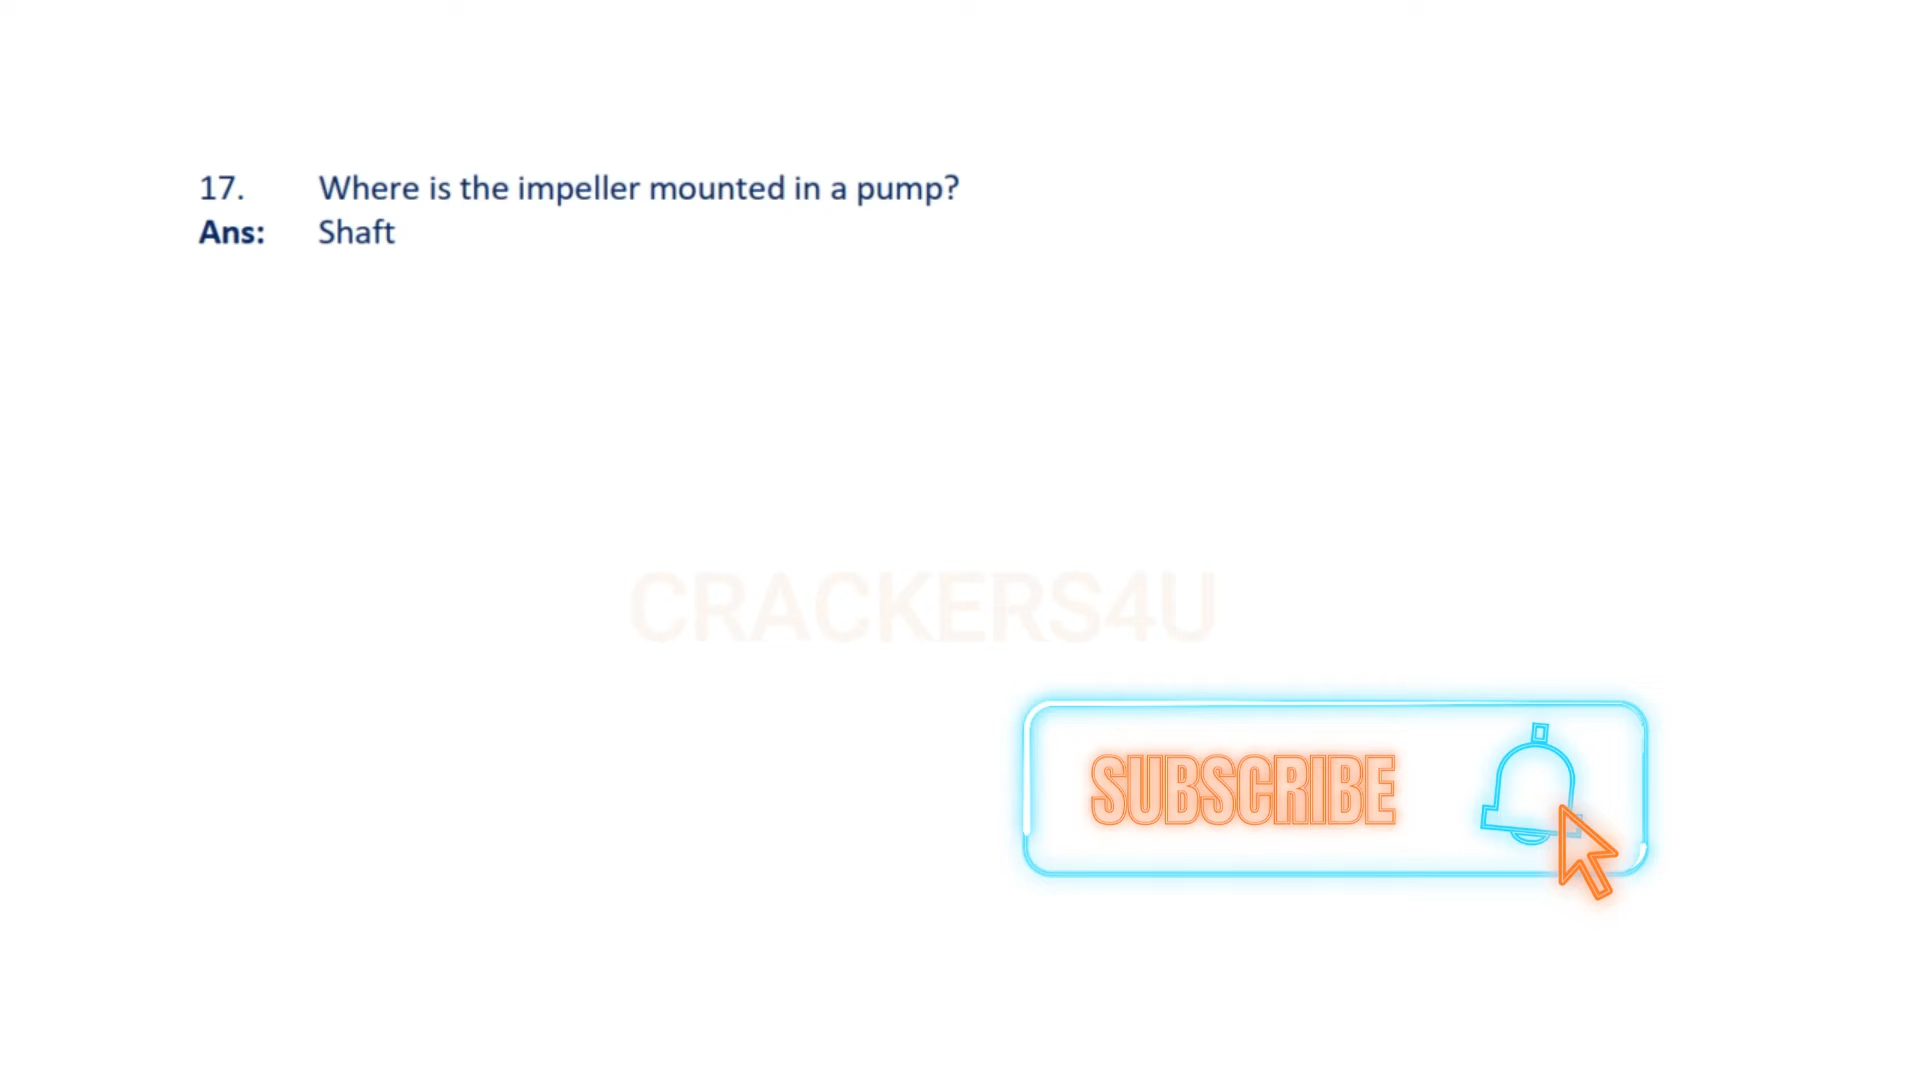 17. Where is the impeller mounted in a pump?
Ans: Shaft
CRACKERS4U
SUBSCRIBE